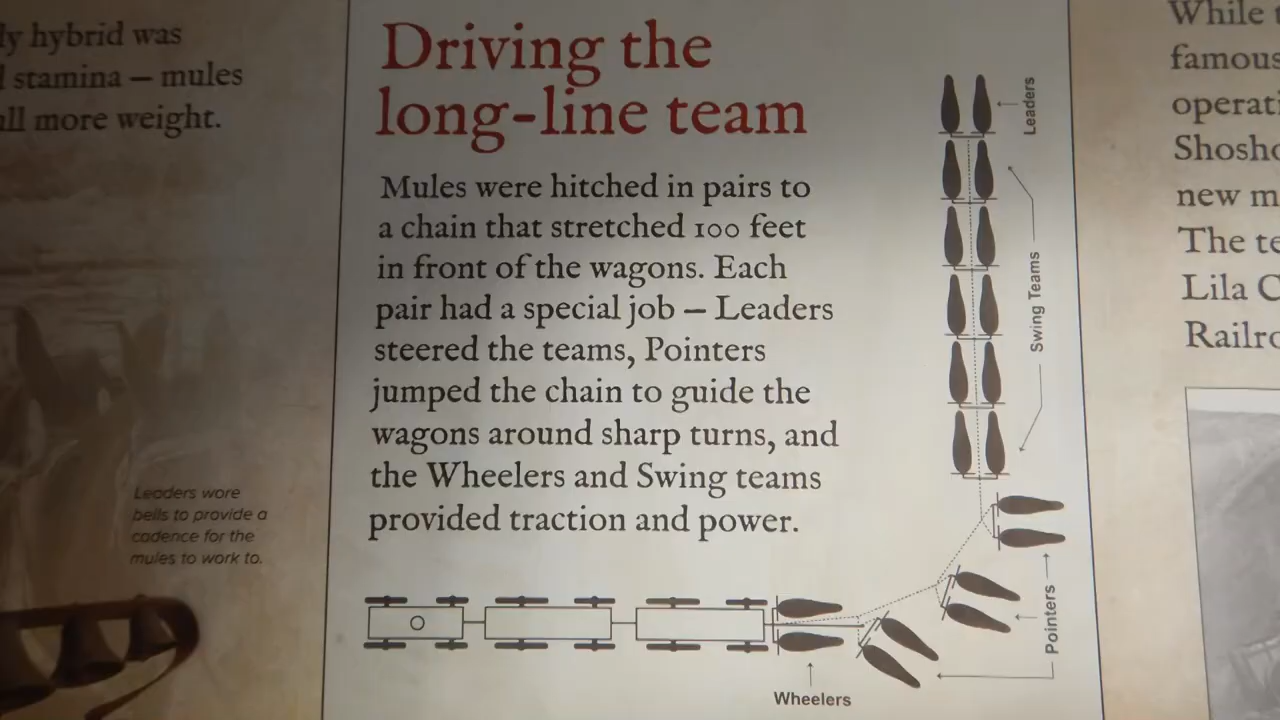 hybrid was
stamina — mules
more weight.
Leaders wore
bells to provide a
cadence for the
mules to work to.
Driving the
long-line team
Mules were hitched in pairs to
a chain that stretched 100 feet
in front of the wagons. Each
pair had a special job — Leaders
steered the teams, Pointers
jumped the chain to guide the
wagons around sharp turns, and
the Wheelers and Swing teams
provided traction and power.
Leaders
Swing Teams
Pointers
Wheelers
While
famous
new
The
Lila